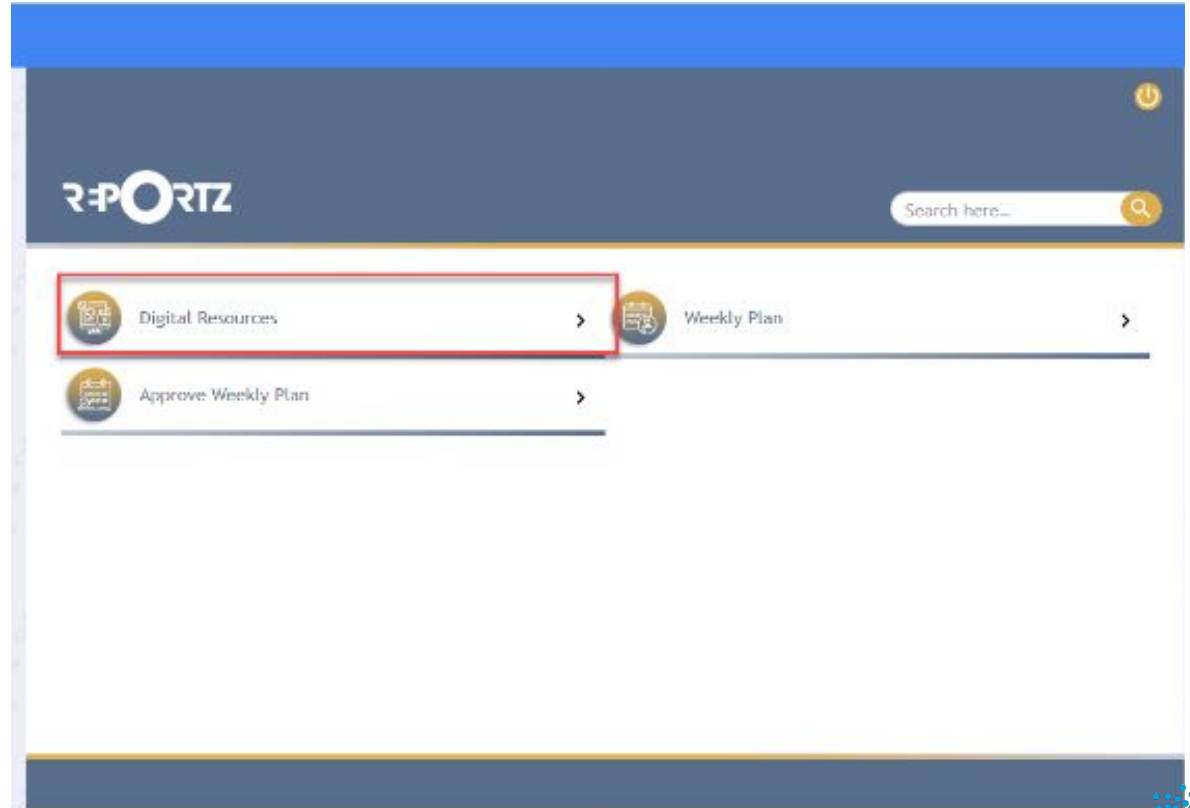 REPORTZ
Search here...
Digital Resources
Weekly Plan
Approve Weekly Plan